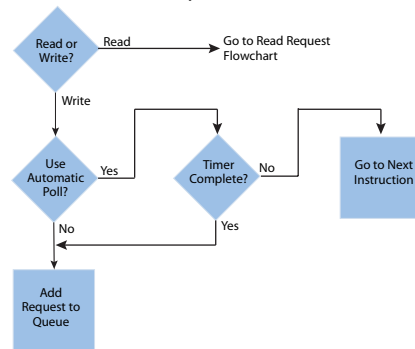 Read or
Write?
Read
Go to Read Request
Flowchart
Write
Use
Automatic
Poll?
Yes
Timer
Complete?
No
Go to Next
Instruction
No
Yes
Add
Request to
Queue